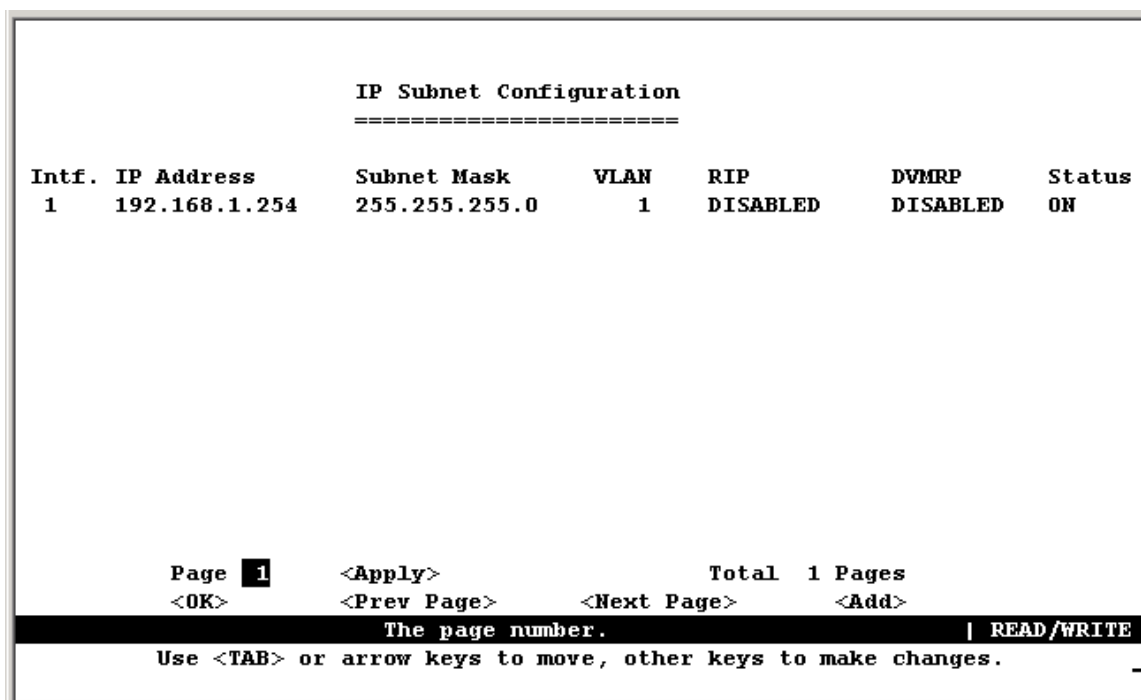 IP Subnet Configuration
=======================
Intf. IP Address Subnet Mask VLAN RIP DVMRP Status
1 192.168.1.254 255.255.255.0 1 DISABLED DISABLED ON
Page 1 <Apply> Total 1 Pages
<OK> <Prev Page> <Next Page> <Add>
The page number. | READ/WRITE
Use <TAB> or arrow keys to move, other keys to make changes.